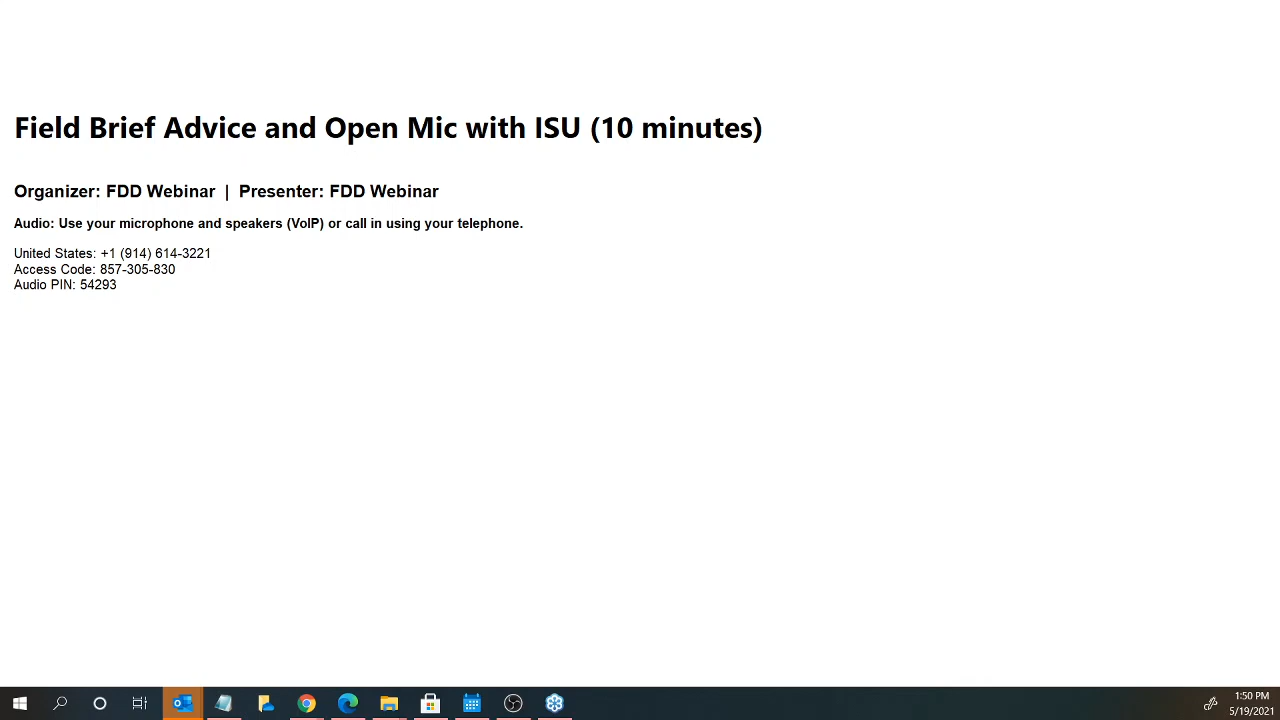 Field Brief Advice and Open Mic with ISU (10 minutes)
Organizer: FDD Webinar | Presenter: FDD Webinar
Audio: Use your microphone and speakers (VoIP) or call in using your telephone.
United States: +1 (914) 614-3221
Access Code: 857-305-830
Audio PIN: 54293
1:50 PM
5/19/2021